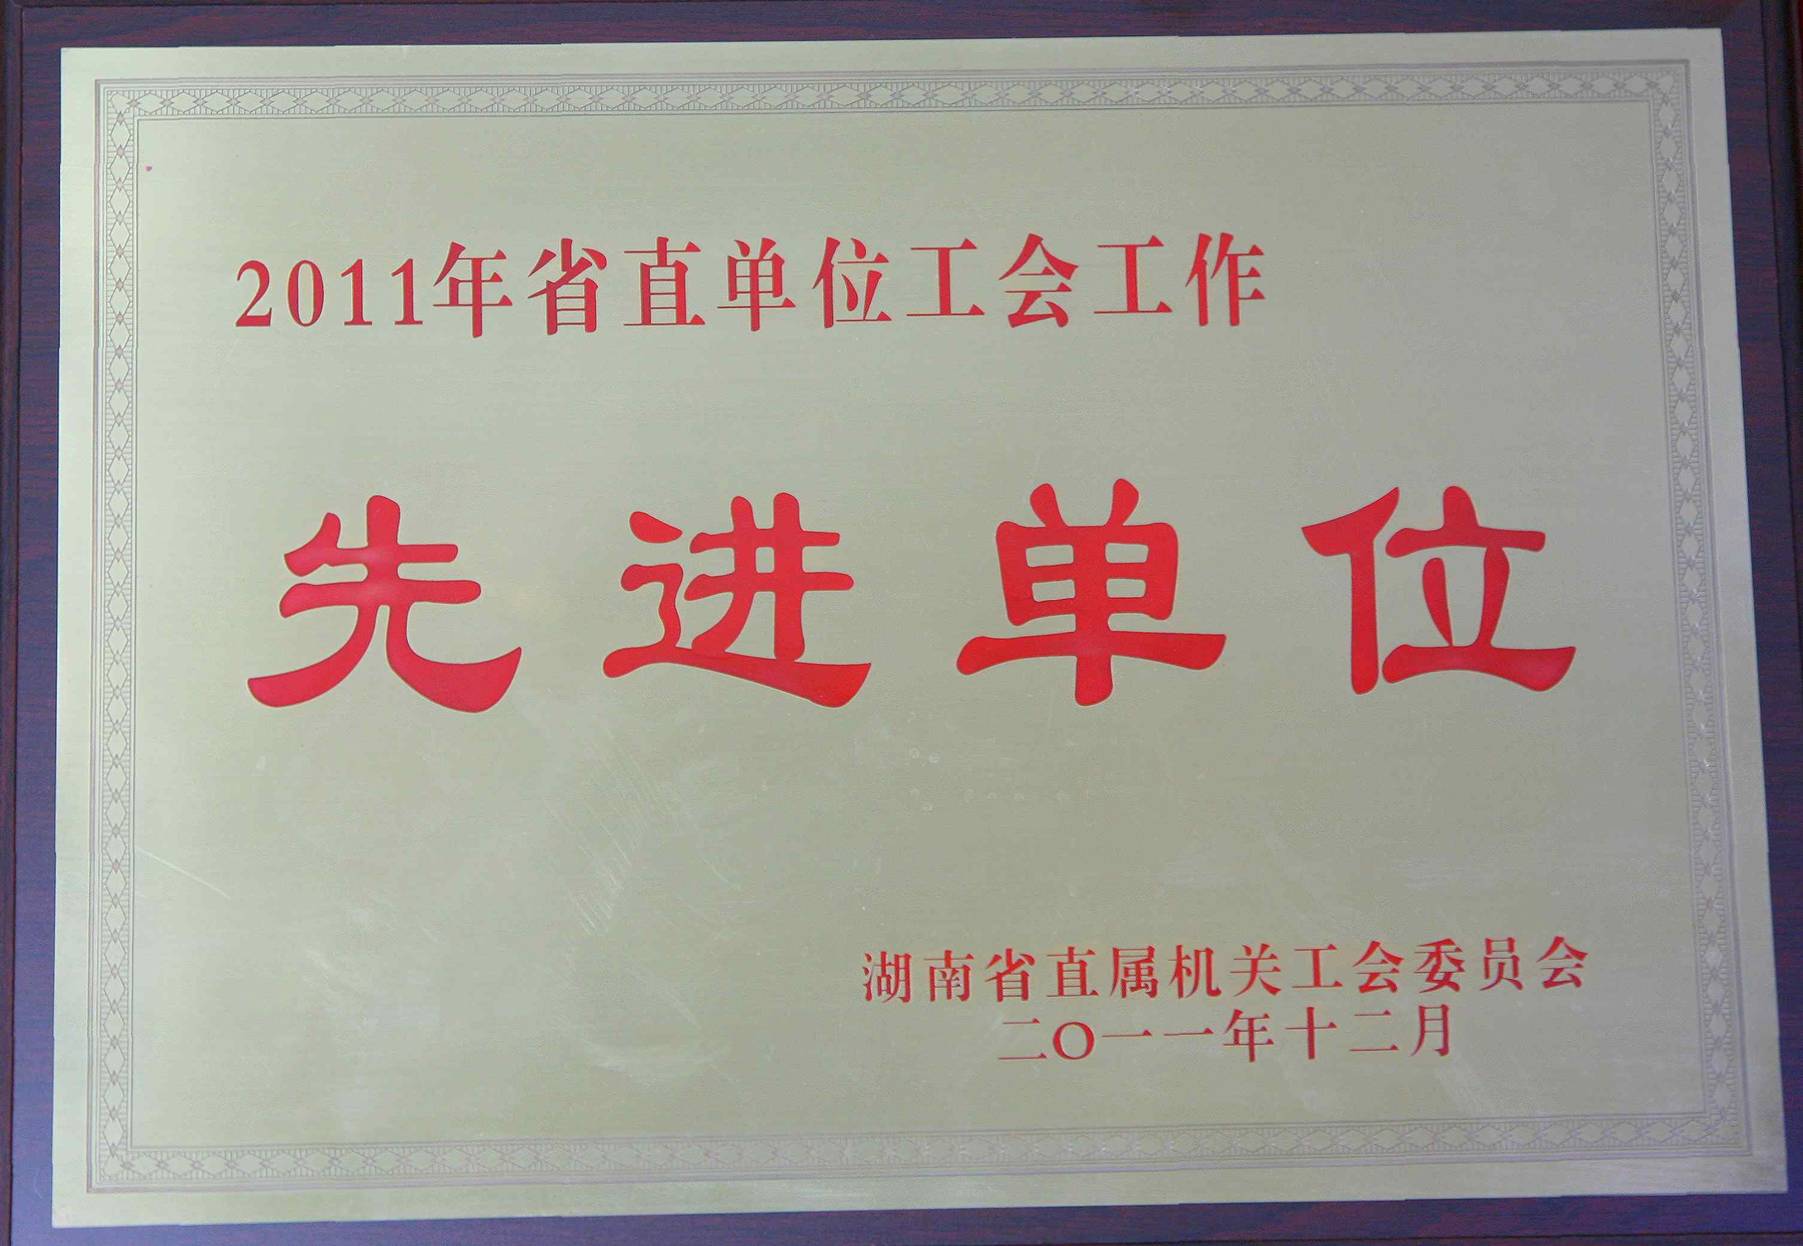 2011年省直单位工会工作
先进单位
湖南省直属机关工会委员会
二〇一一年十二月